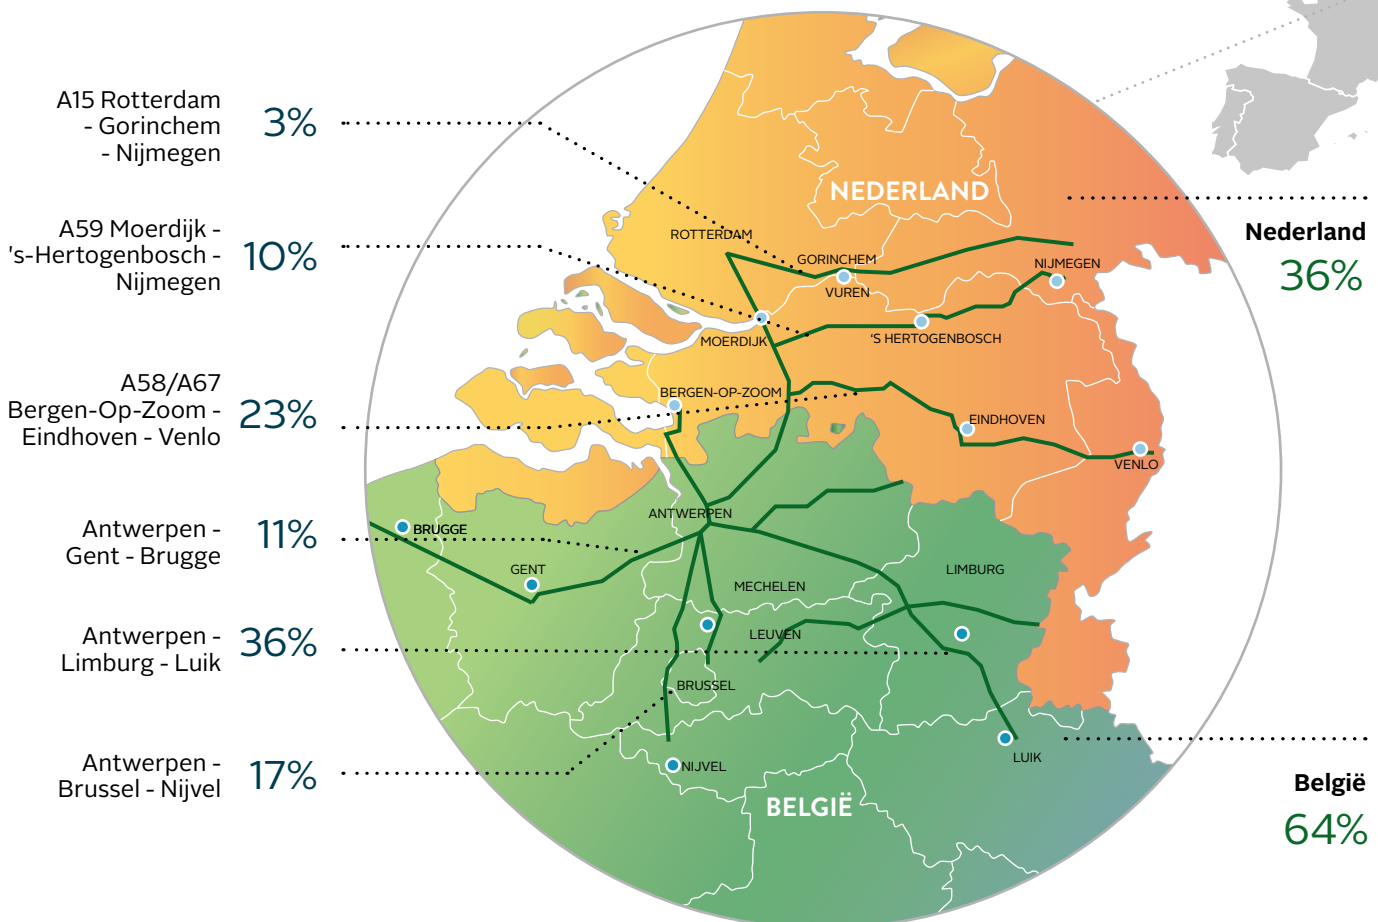 A15 Rotterdam
- Gorinchem
- Nijmegen
3%
A59 Moerdijk -
's-Hertogenbosch -
Nijmegen
10%
A58/A67
Bergen-Op-Zoom -
Eindhoven - Venlo
23%
Antwerpen -
Gent - Brugge
11%
Antwerpen -
Limburg - Luik
36%
Antwerpen -
Brussel - Nijvel
17%
NEDERLAND
ROTTERDAM
GORINCHEM
NIJMEGEN
VUREN
MOERDIJK
'S HERTOGENBOSCH
BERGEN-OP-ZOOM
EINDHOVEN
VENLO
ANTWERPEN
BRUGGE
GENT
LIMBURG
MECHELEN
LEUVEN
BRUSSEL
LUIK
NIJVEL
BELGIË
Nederland
36%
België
64%